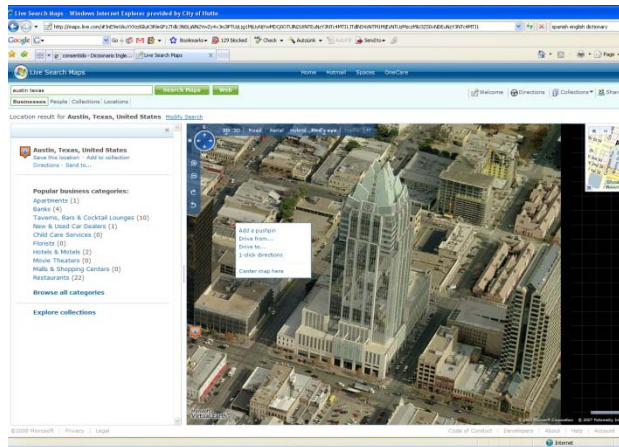 Live Search Maps - Windows Internet Explorer provided by City of Hutto
spanish english dictionary
Google
Bookmarks
129 blocked
Check
AutoLink
AutoFill
Send to
Live Search Maps
Page
Live Search Maps
Home Hotmail Spaces OneCare
austin texas
Search Maps
Web
Welcome
Directions
Collections
Businesses People Collections Locations
Location result for Austin, Texas, United States Modify Search
2D 3D Road Aerial Hybrid Bird's eye
Austin, Texas, United States
Save this location - Add to collection
Directions - Send to...
Popular business categories:
Apartments (1)
Banks (4)
Taverns, Bars & Cocktail Lounges (10)
New & Used Car Dealers (1)
Child Care Services (0)
Florists (0)
Hotels & Motels (2)
Movie Theaters (0)
Malls & Shopping Centers (0)
Restaurants (22)
Browse all categories
Explore collections
Add a pushpin
Drive from...
Drive to...
1-click directions
Center map here
Virtual Earth
©2008 Microsoft Privacy Legal
Code of Conduct Developers About Help Account
Internet